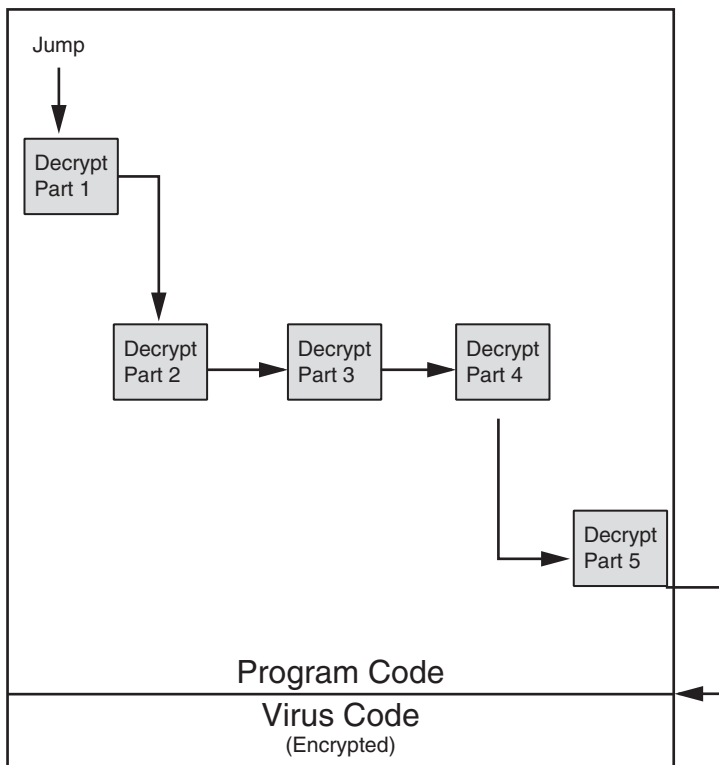 Jump
Decrypt
Part 1
Decrypt
Part 2
Decrypt
Part 3
Decrypt
Part 4
Decrypt
Part 5
Program Code
Virus Code
(Encrypted)